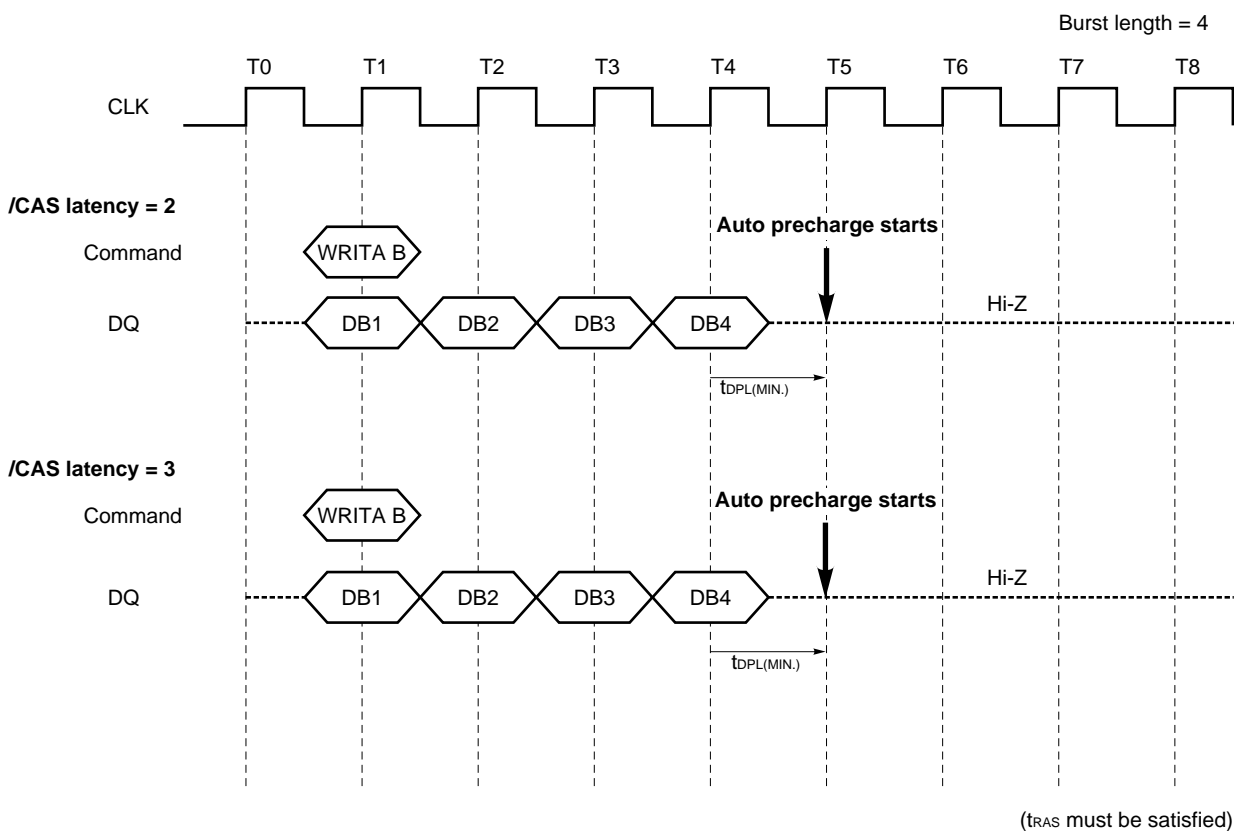 Burst length = 4
T0 T1 T2 T3 T4 T5 T6 T7 T8
CLK
/CAS latency = 2
Auto precharge starts
Command WRITA B
DQ DB1 DB2 DB3 DB4 Hi-Z
tDPL(MIN.)
/CAS latency = 3
Auto precharge starts
Command WRITA B
DQ DB1 DB2 DB3 DB4 Hi-Z
tDPL(MIN.)
(tRAS must be satisfied)